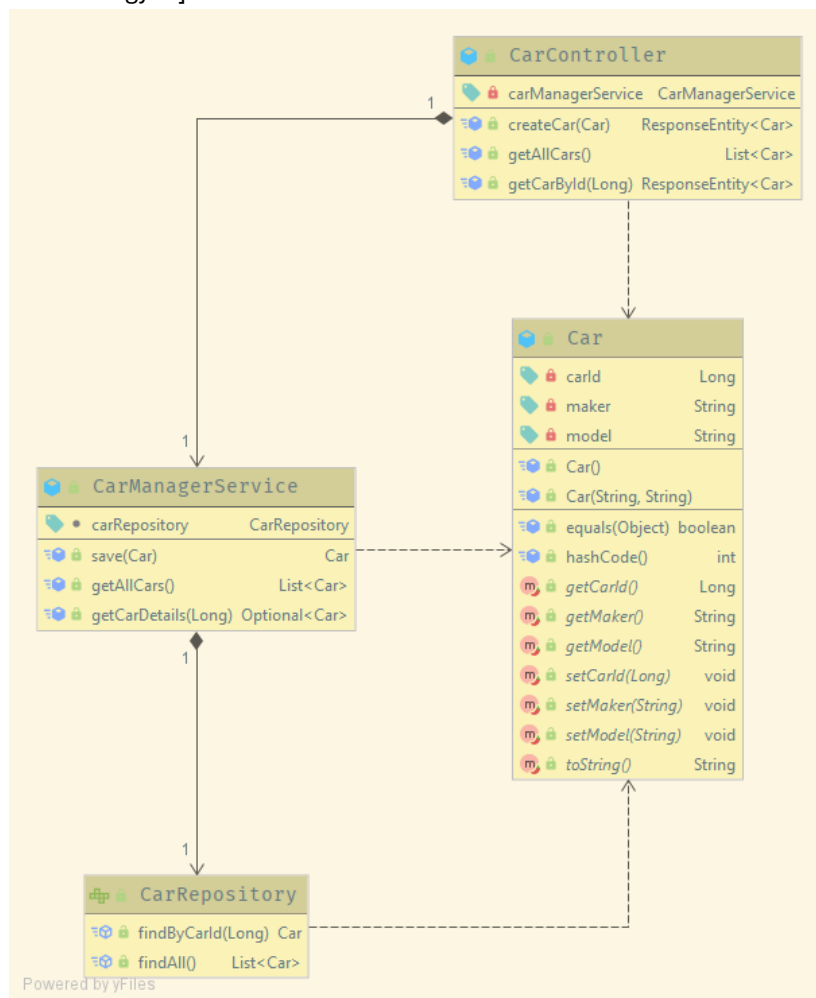 CarController
carManagerService CarManagerService
1
createCar(Car) ResponseEntity<Car>
getAllCars() List<Car>
getCarById(Long) ResponseEntity<Car>
Car
carId Long
maker String
model String
Car()
Car(String, String)
equals(Object) boolean
hashCode() int
getCarId() Long
getMaker() String
getModel() String
setCarId(Long) void
setMaker(String) void
setModel(String) void
toString() String
1
CarManagerService
carRepository CarRepository
save(Car) Car
getAllCars() List<Car>
getCarDetails(Long) Optional<Car>
1
1
CarRepository
findByCarId(Long) Car
findAll() List<Car>
Powered by yFiles